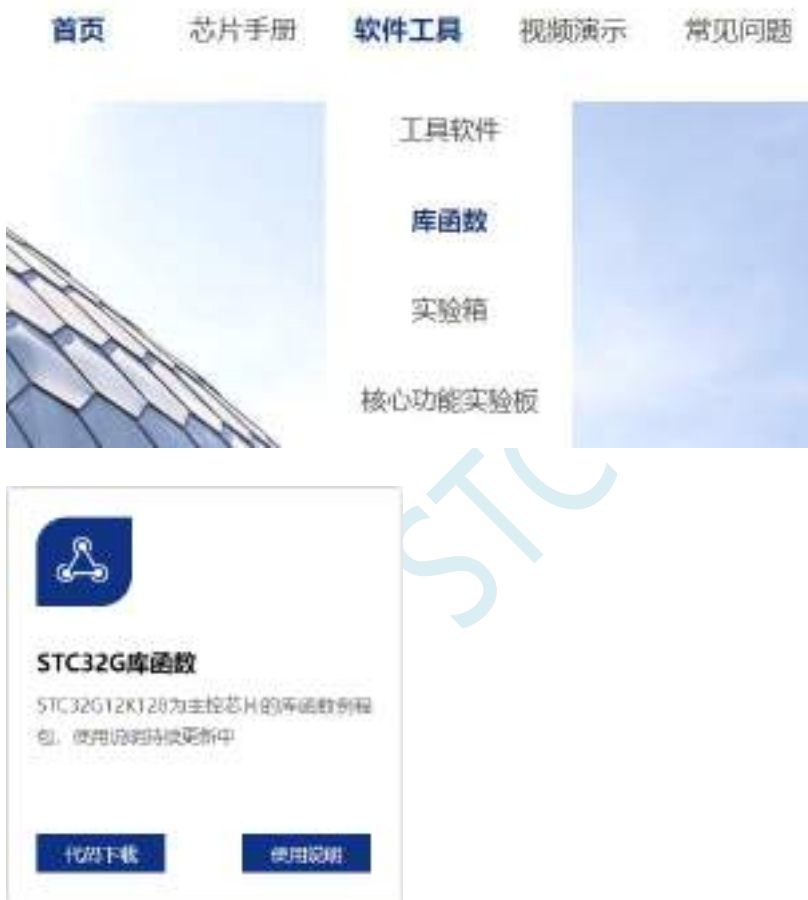 首页 芯片手册 软件工具 视频演示 常见问题
工具软件
库函数
实验箱
核心功能实验板
STC
STC32G库函数
STC32G12K128为主控芯片的库函数例程
包，使用说明持续更新中
代码下载 使用说明